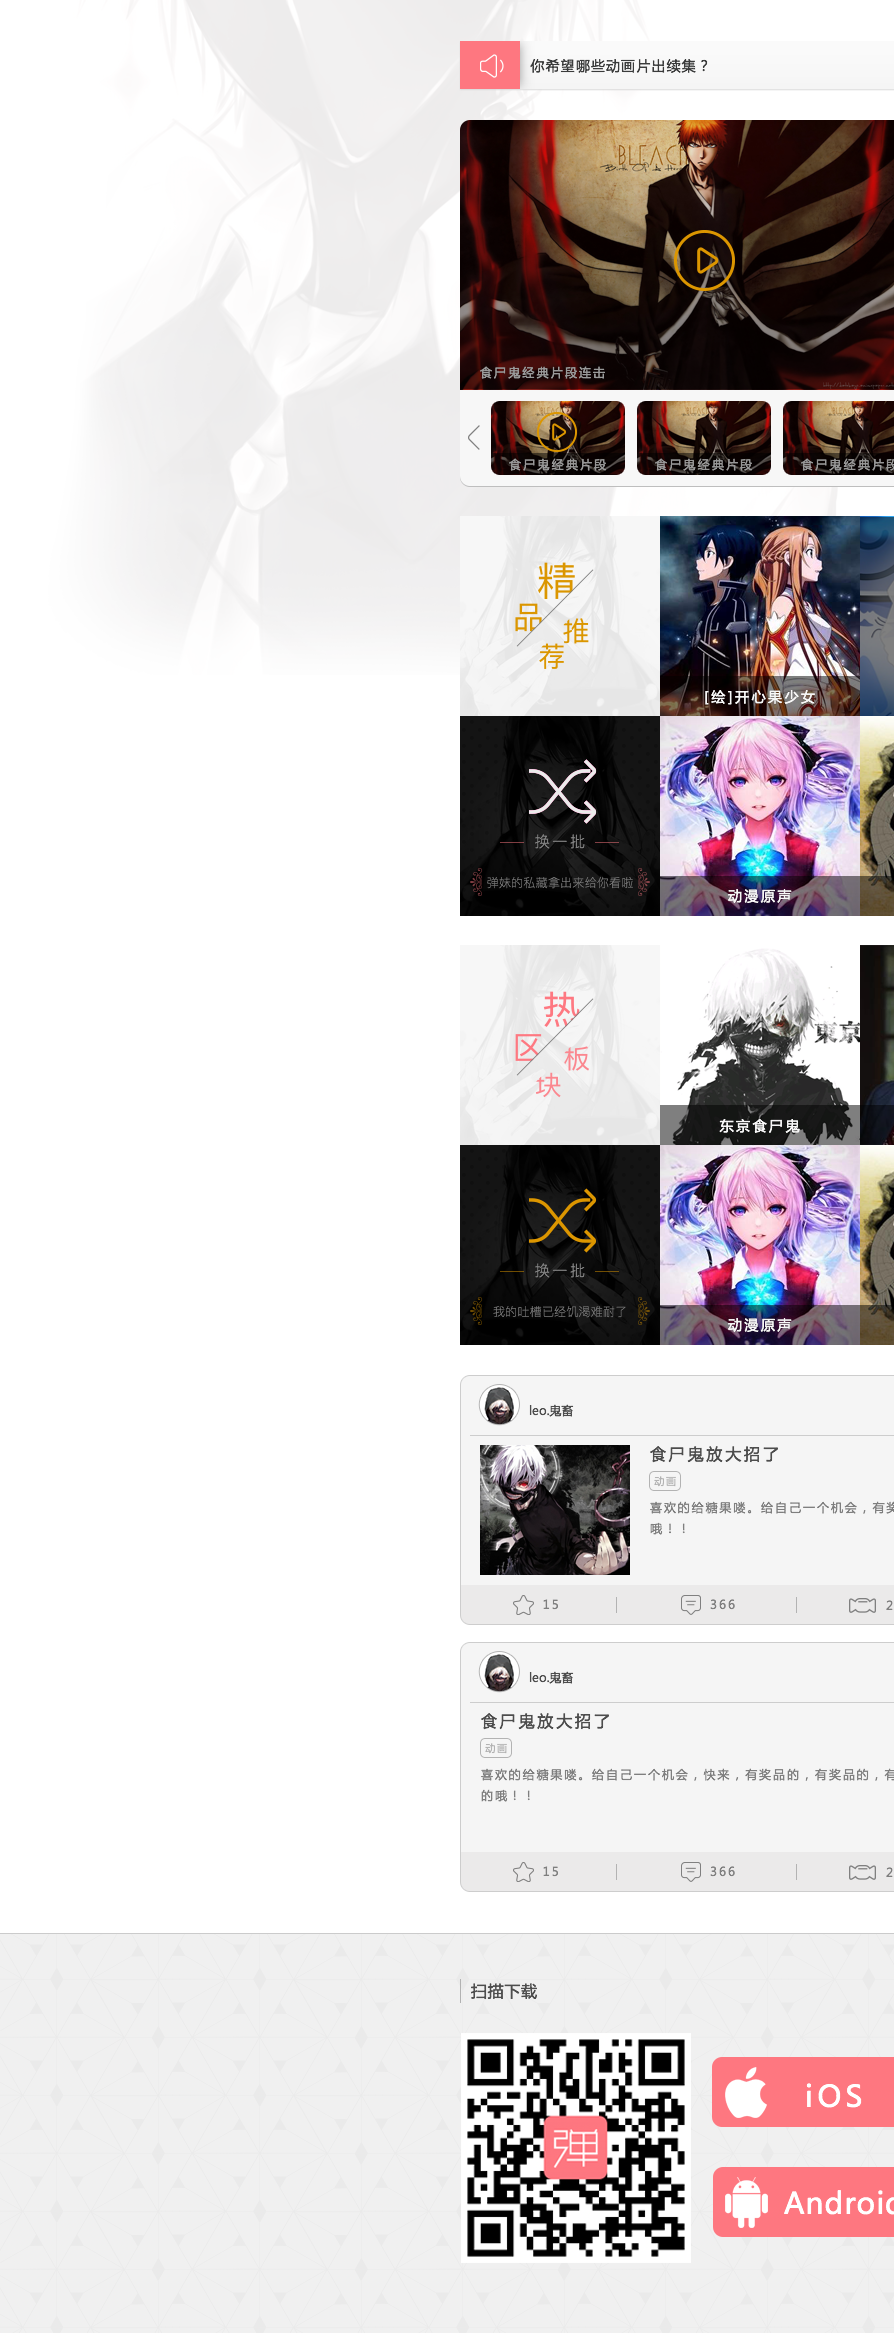 你希望哪些动画片出续集？
BLEACH
食尸鬼经典片段连击
食尸鬼经典片段
食尸鬼经典片段
食尸鬼经典片段
精
品
推
荐
[绘]开心果少女
换一批
弹妹的私藏拿出来给你看啦
动漫原声
热
区
板
块
東京
东京食尸鬼
换一批
我的吐槽已经饥渴难耐了
动漫原声
leo.鬼畜
食尸鬼放大招了
动画
喜欢的给糖果喽。给自己一个机会，有奖
哦！！
15
366
2
leo.鬼畜
食尸鬼放大招了
动画
喜欢的给糖果喽。给自己一个机会，快来，有奖品的，有奖品的，有
的哦！！
15
366
2
扫描下载
弹
iOS
Android